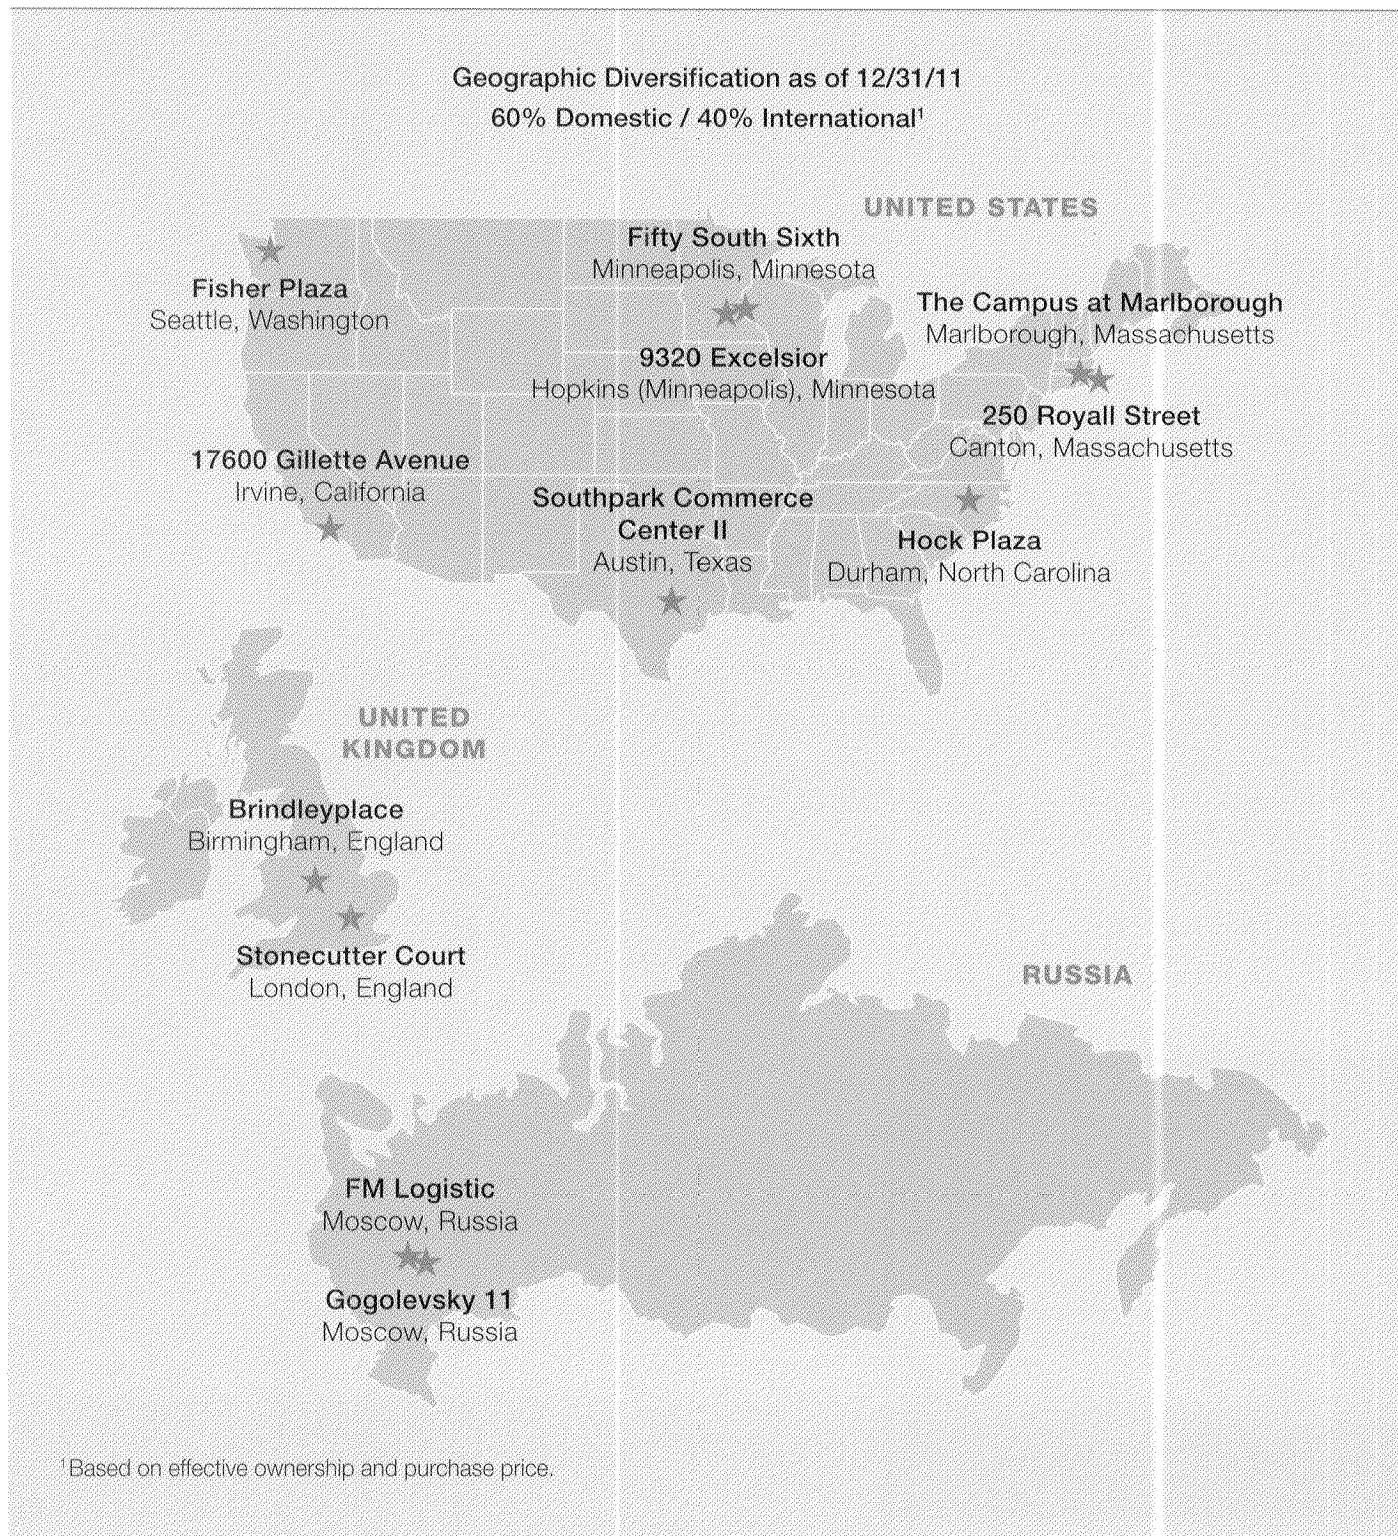 Geographic Diversification as of 12/31/11
60% Domestic / 40% International¹
UNITED STATES
Fifty South Sixth
Minneapolis, Minnesota
Fisher Plaza
Seattle, Washington
The Campus at Marlborough
Marlborough, Massachusetts
9320 Excelsior
Hopkins (Minneapolis), Minnesota
250 Royall Street
Canton, Massachusetts
17600 Gillette Avenue
Irvine, California
Southpark Commerce
Center II
Austin, Texas
Hock Plaza
Durham, North Carolina
UNITED
KINGDOM
Brindleyplace
Birmingham, England
Stonecutter Court
London, England
RUSSIA
FM Logistic
Moscow, Russia
Gogolevsky 11
Moscow, Russia
¹Based on effective ownership and purchase price.